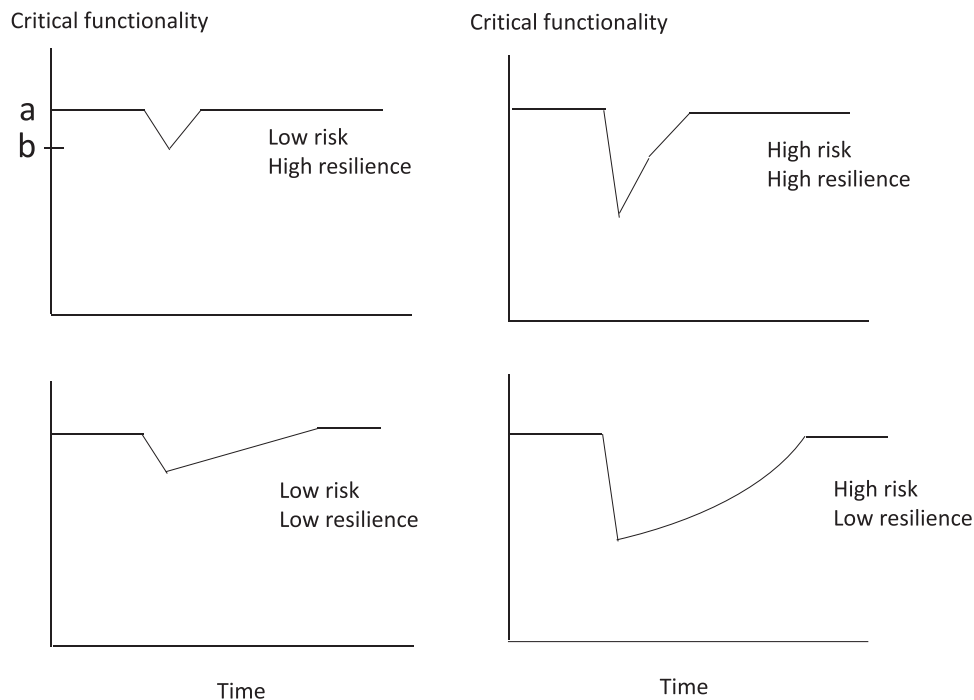 Critical functionality
Critical functionality
a
b
Low risk
High resilience
High risk
High resilience
Low risk
Low resilience
High risk
Low resilience
Time
Time